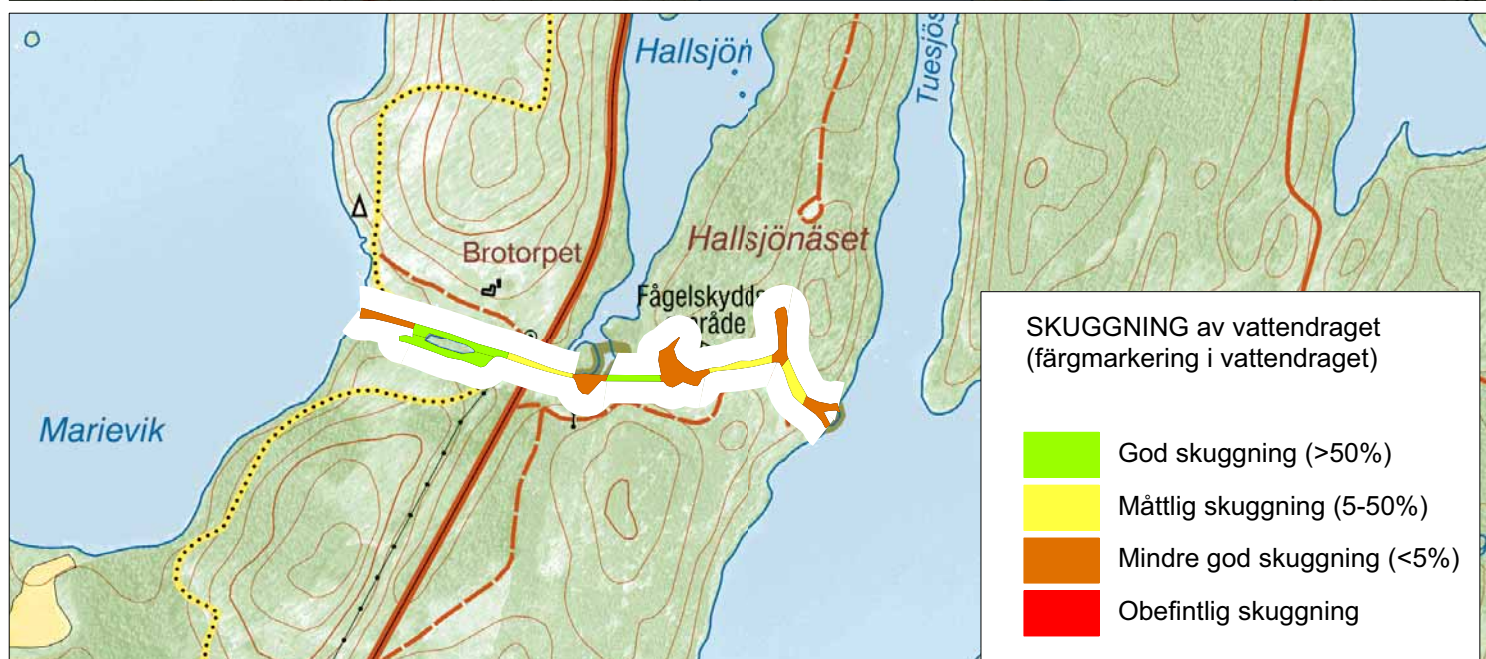 Hallsjön
Tuesjös
Hallsjönäset
Brotorpet
Fågelskydds
område
Marievik
SKUGGNING av vattendraget
(färgmarkering i vattendraget)
God skuggning (>50%)
Måttlig skuggning (5-50%)
Mindre god skuggning (<5%)
Obefintlig skuggning